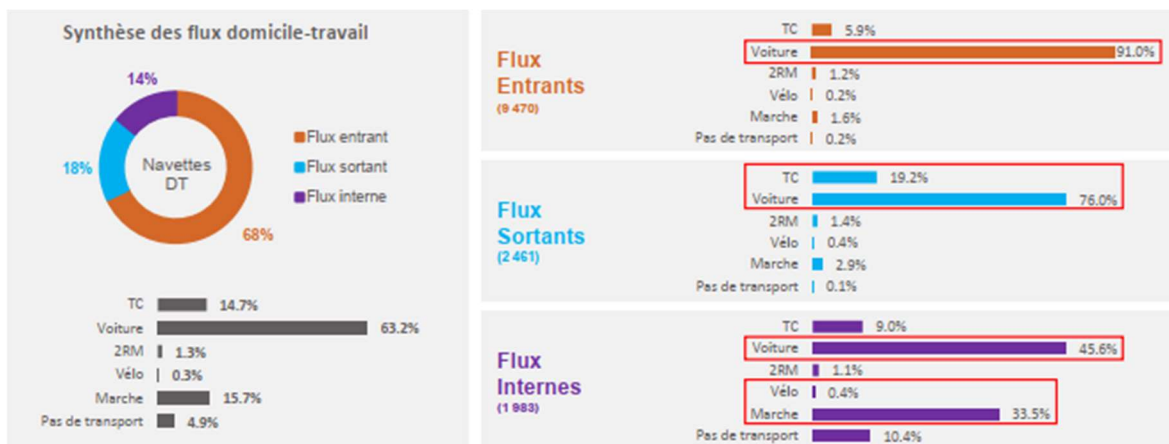 Synthèse des flux domicile-travail
14%
18%
Navettes
DT
68%
Flux entrant
Flux sortant
Flux interne
TC 14.7%
Voiture 63.2%
2RM 1.3%
Vélo 0.3%
Marche 15.7%
Pas de transport 4.9%
Flux
Entrants
(9 470)
TC 5.9%
Voiture 91.0%
2RM 1.2%
Vélo 0.2%
Marche 1.6%
Pas de transport 0.2%
Flux
Sortants
(2 461)
TC 19.2%
Voiture 76.0%
2RM 1.4%
Vélo 0.4%
Marche 2.9%
Pas de transport 0.1%
Flux
Internes
(1 983)
TC 9.0%
Voiture 45.6%
2RM 1.1%
Vélo 0.4%
Marche 33.5%
Pas de transport 10.4%